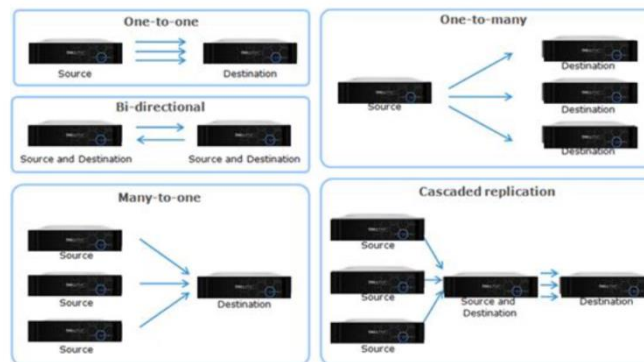 One-to-one
Source
Destination
Bi-directional
Source and Destination
Source and Destination
One-to-many
Source
Destination
Destination
Destination
Many-to-one
Source
Source
Source
Destination
Cascaded replication
Source
Source
Source
Source and
Destination
Destination